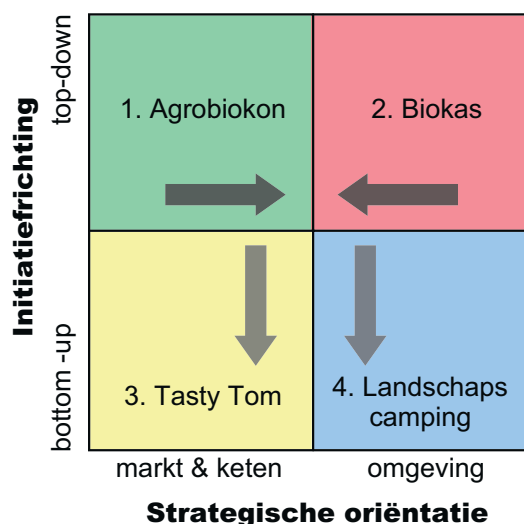 Initiatiefrichting
top-down
bottom -up
1. Agrobiokon
2. Biokas
3. Tasty Tom
4. Landschaps
camping
markt & keten
omgeving
Strategische oriëntatie